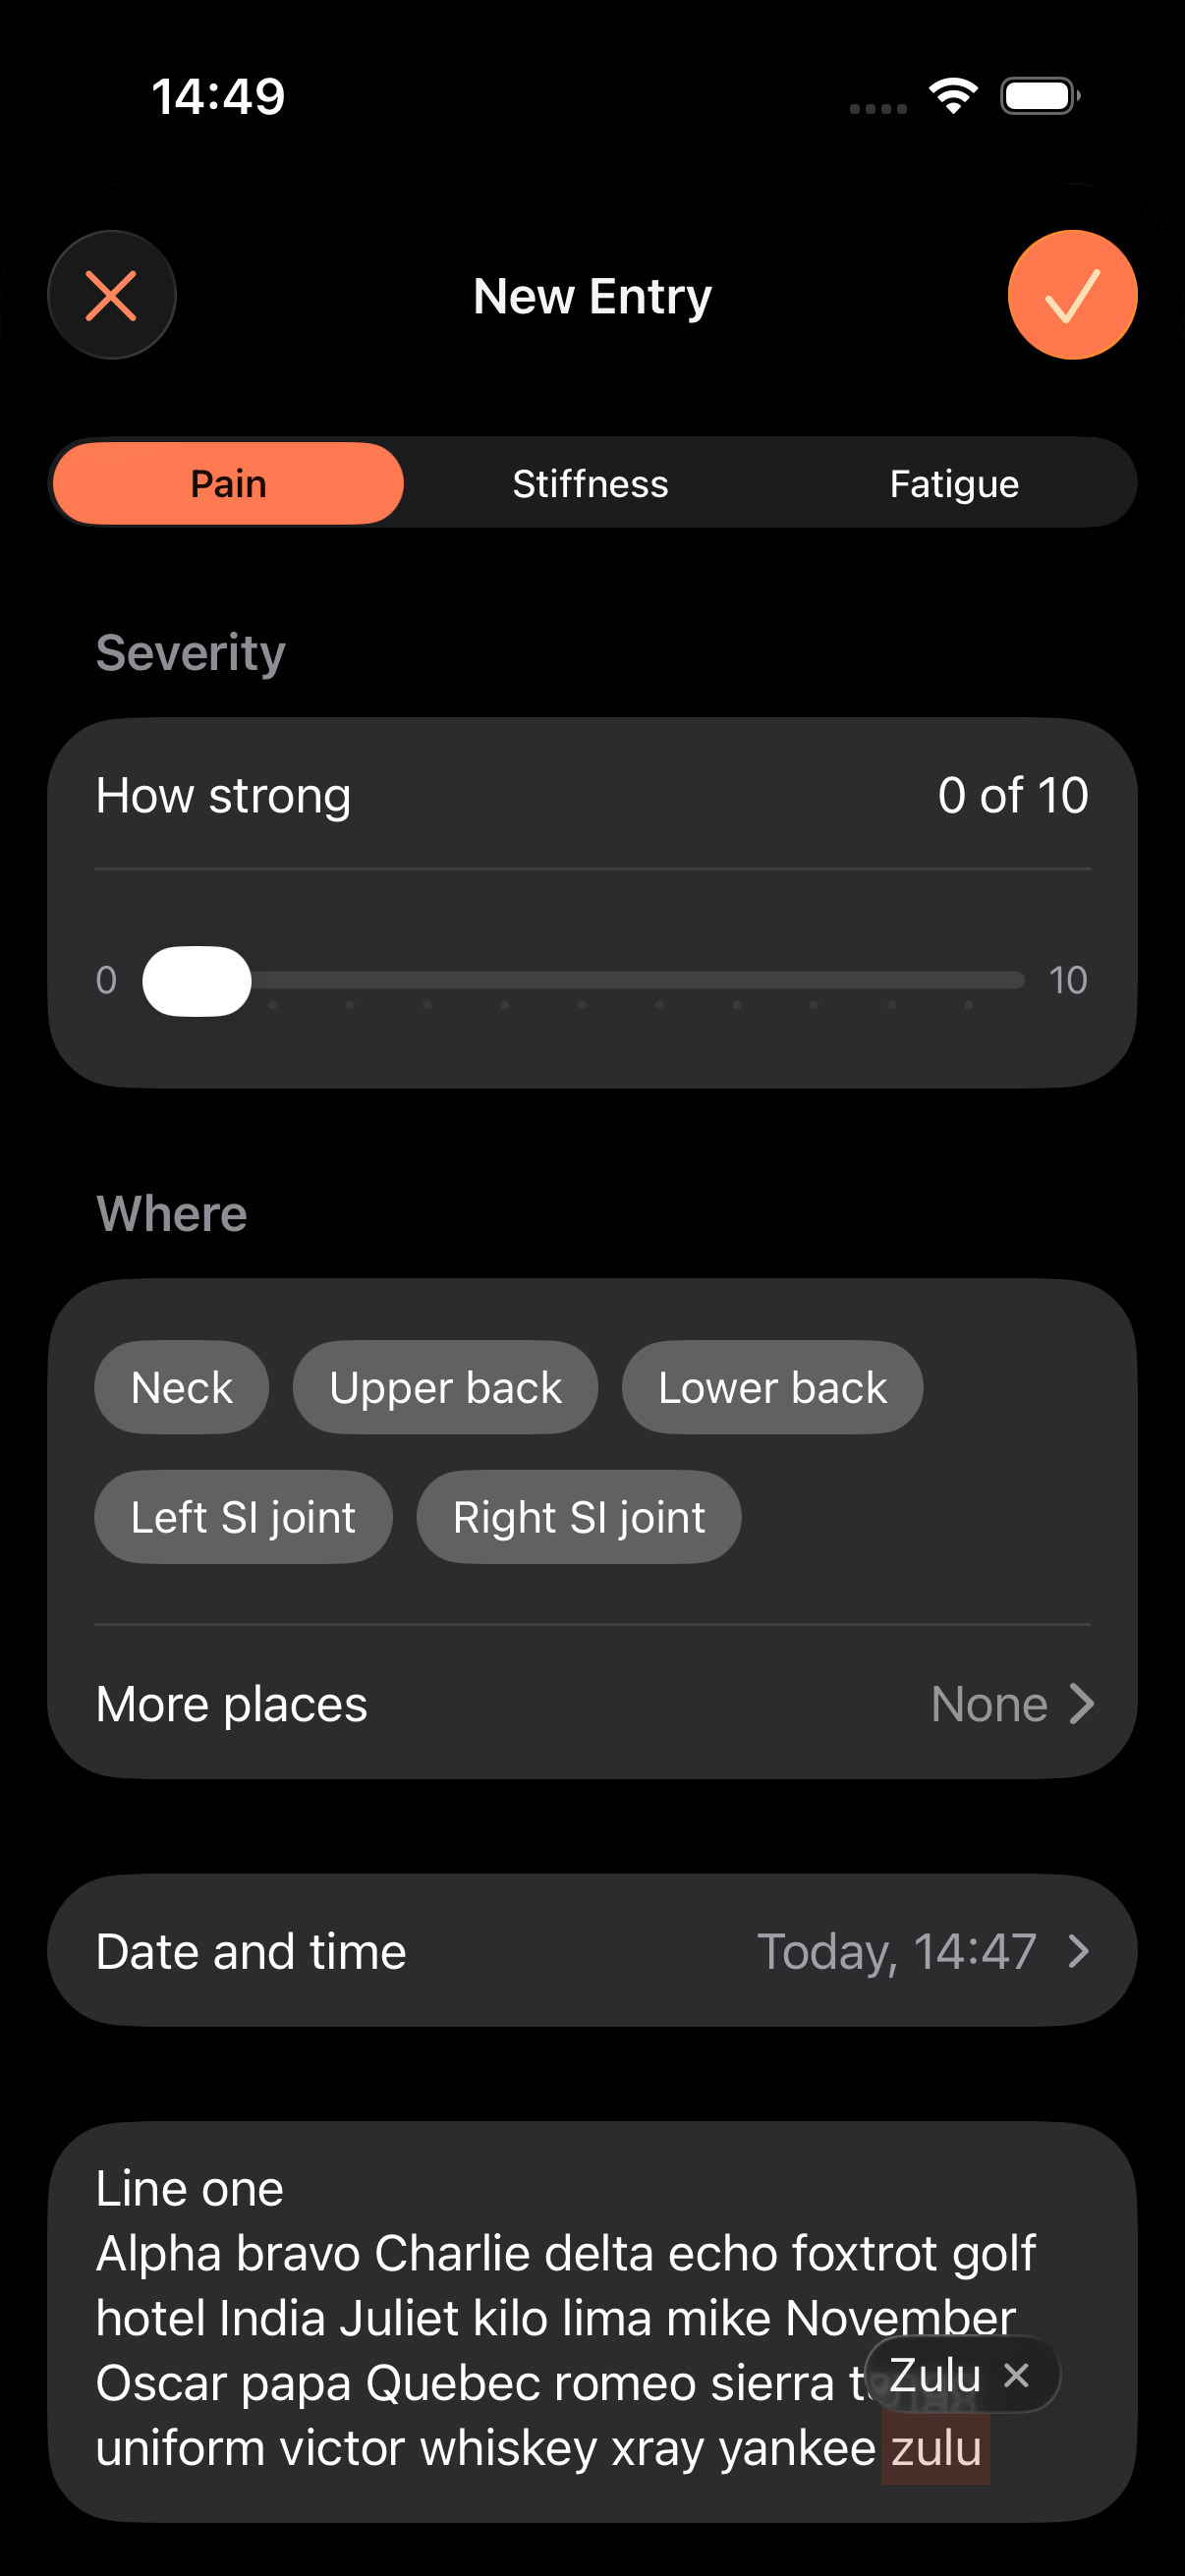 14:49
New Entry
Pain Stiffness Fatigue
Severity
How strong 0 of 10
0 10
Where
Neck Upper back Lower back
Left SI joint Right SI joint
More places None
Date and time Today, 14:47
Line one
Alpha bravo Charlie delta echo foxtrot golf
hotel India Juliet kilo lima mike November
Oscar papa Quebec romeo sierra
Zulu
uniform victor whiskey xray yankee zulu